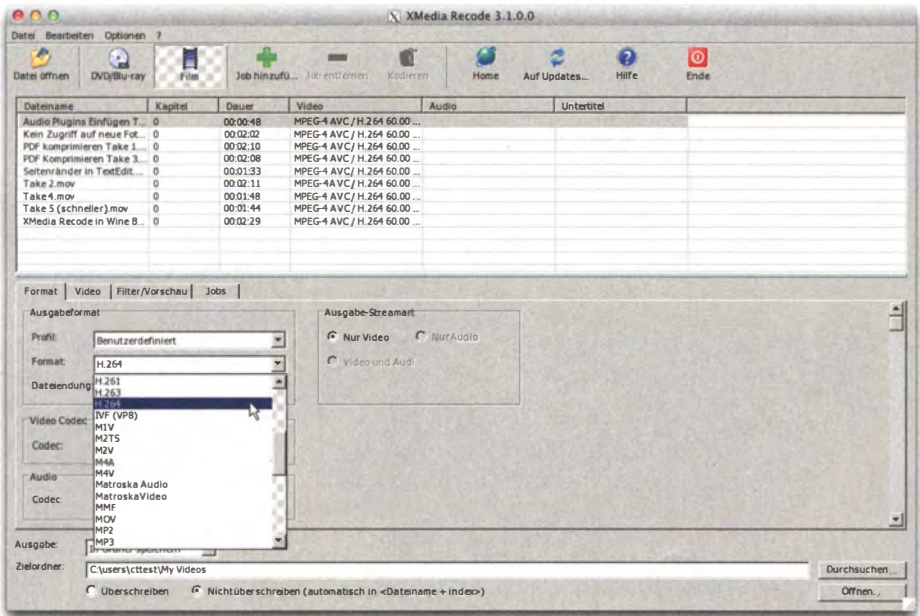 XMedia Recode 3.1.0.0
Datei Bearbeiten Optionen ?
Datei öffnen DVD/Blu-ray Film Job hinzufü... Job entfernen Kodieren Home Auf Updates... Hilfe Ende
Dateiname Kapitel Dauer Video Audio Untertitel
Audio Plugins Einfügen T... 0 00:00:48 MPEG-4 AVC / H.264 60.00 ...
Kein Zugriff auf neue Fot... 0 00:02:02 MPEG-4 AVC / H.264 60.00 ...
PDF komprimieren Take 1.... 0 00:02:10 MPEG-4 AVC / H.264 60.00 ...
PDF Komprimieren Take 3... 0 00:02:08 MPEG-4 AVC / H.264 60.00 ...
Seitenränder in TextEdit.... 0 00:01:33 MPEG-4 AVC / H.264 60.00 ...
Take 2.mov 0 00:02:11 MPEG-4 AVC / H.264 60.00 ...
Take 4.mov 0 00:01:48 MPEG-4 AVC / H.264 60.00 ...
Take 5 (schneller).mov 0 00:01:44 MPEG-4 AVC / H.264 60.00 ...
XMedia Recode in Wine B... 0 00:02:29 MPEG-4 AVC / H.264 60.00 ...
Format Video Filter/Vorschau Jobs
Ausgabeformat Ausgabe-Streamart
Profil: Benutzerdefiniert Nur Video Nur Audio
Format: H.264 Video und Audi
Dateiendung H.261
H.263
H.264
IVF (VP8)
Video Codec M1V
M2TS
Codec: M2V
M4A
Audio M4V
Matroska Audio
Codec MatroskaVideo
MMF
MOV
MP2
MP3
Ausgabe: In Ordner speichern
Zielordner: C:\users\cttest\My Videos Durchsuchen...
Überschreiben Nichtüberschreiben (automatisch in <Dateiname + index>) Öffnen...